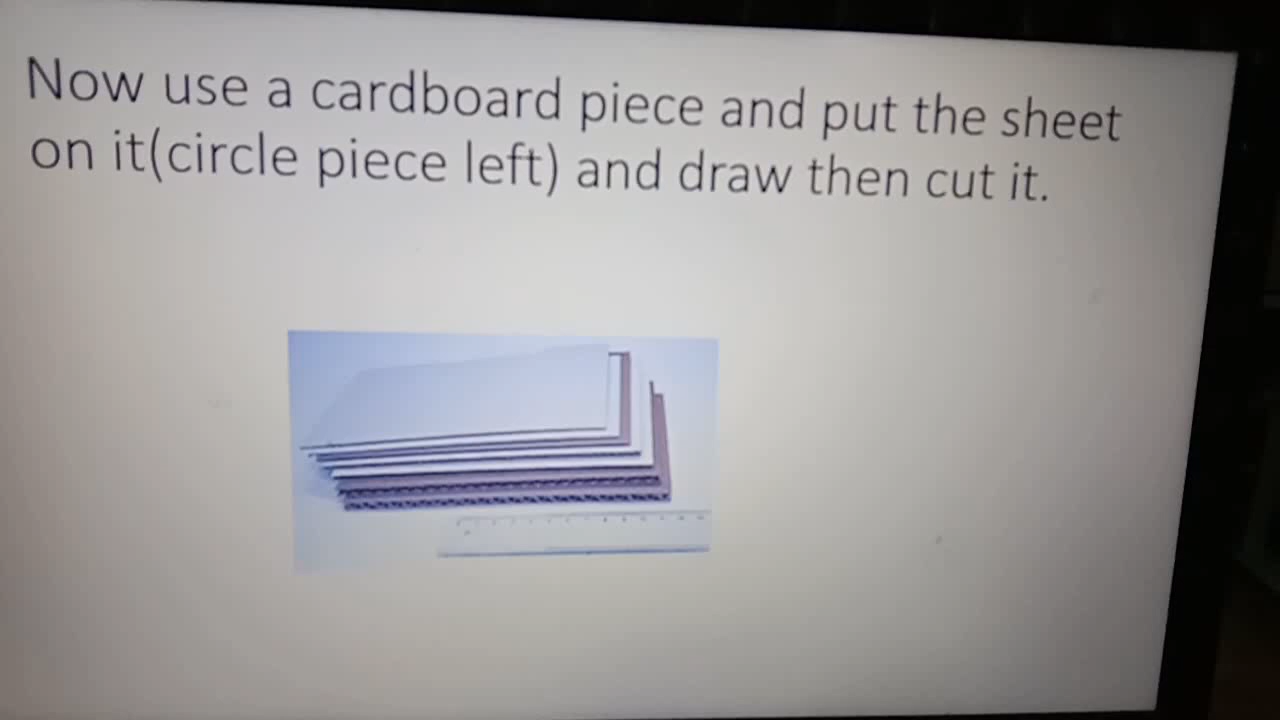 Now use a cardboard piece and put the sheet
on it(circle piece left) and draw then cut it.